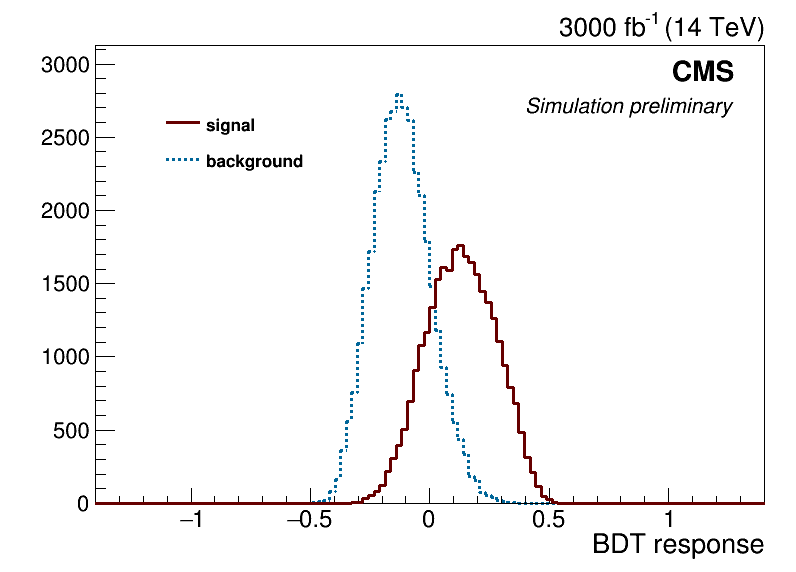 3000 fb⁻¹ (14 TeV)
CMS
Simulation preliminary
signal
background
3000
2500
2000
1500
1000
500
0
−1
−0.5
0
0.5
1
BDT response